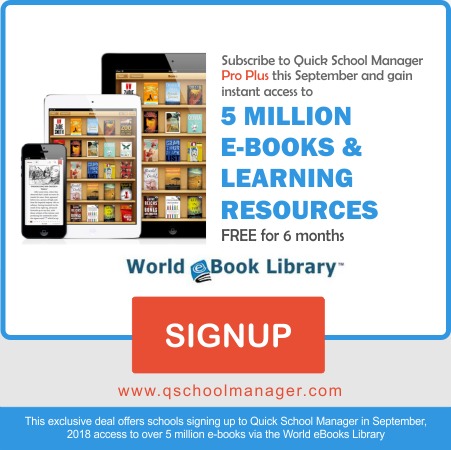 Subscribe to Quick School Manager
Pro Plus this September and gain
instant access to
5 MILLION
E-BOOKS &
LEARNING
RESOURCES
FREE for 6 months
World eBook Library™
SIGNUP
www.qschoolmanager.com
This exclusive deal offers schools signing up to Quick School Manager in September,
2018 access to over 5 million e-books via the World eBooks Library